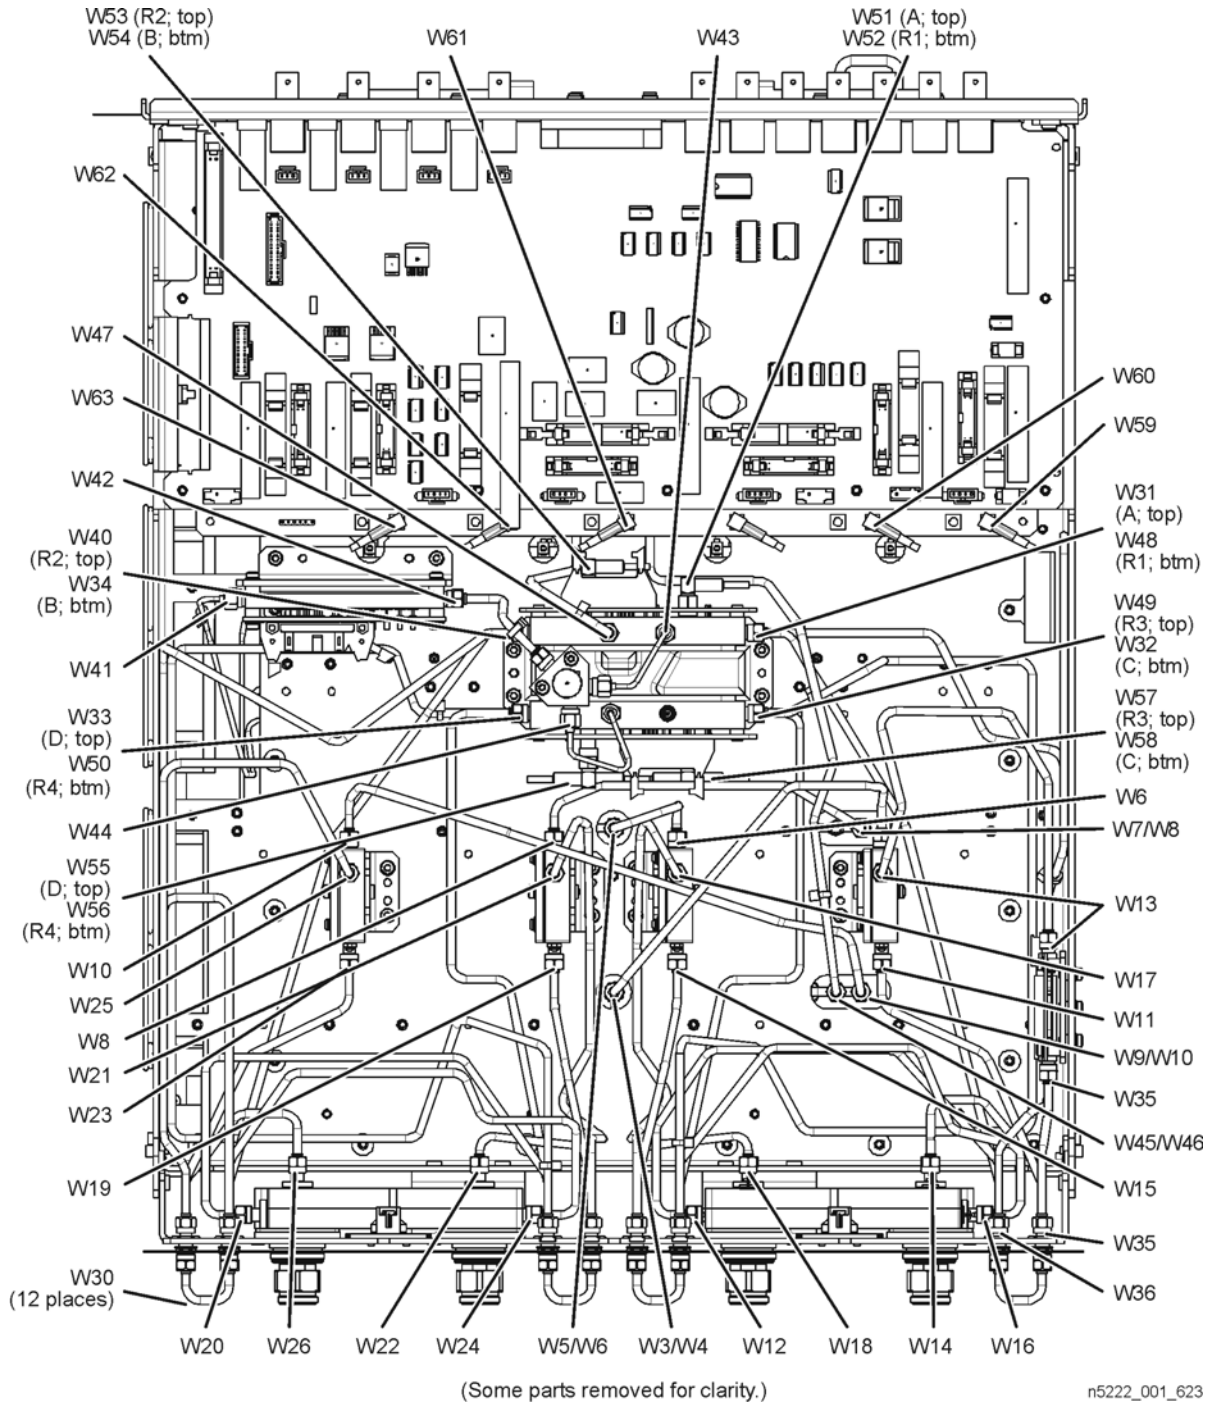 W53 (R2; top)
W54 (B; btm)
W61
W43
W51 (A; top)
W52 (R1; btm)
W62
W47
W63
W42
W40
(R2; top)
W34
(B; btm)
W41
W33
(D; top)
W50
(R4; btm)
W44
W55
(D; top)
W56
(R4; btm)
W10
W25
W8
W21
W23
W19
W30
(12 places)
W60
W59
W31
(A; top)
W48
(R1; btm)
W49
(R3; top)
W32
(C; btm)
W57
(R3; top)
W58
(C; btm)
W6
W7/W8
W13
W17
W11
W9/W10
W35
W45/W46
W15
W35
W36
W20
W26
W22
W24
W5/W6
W3/W4
W12
W18
W14
W16
(Some parts removed for clarity.)
n5222_001_623